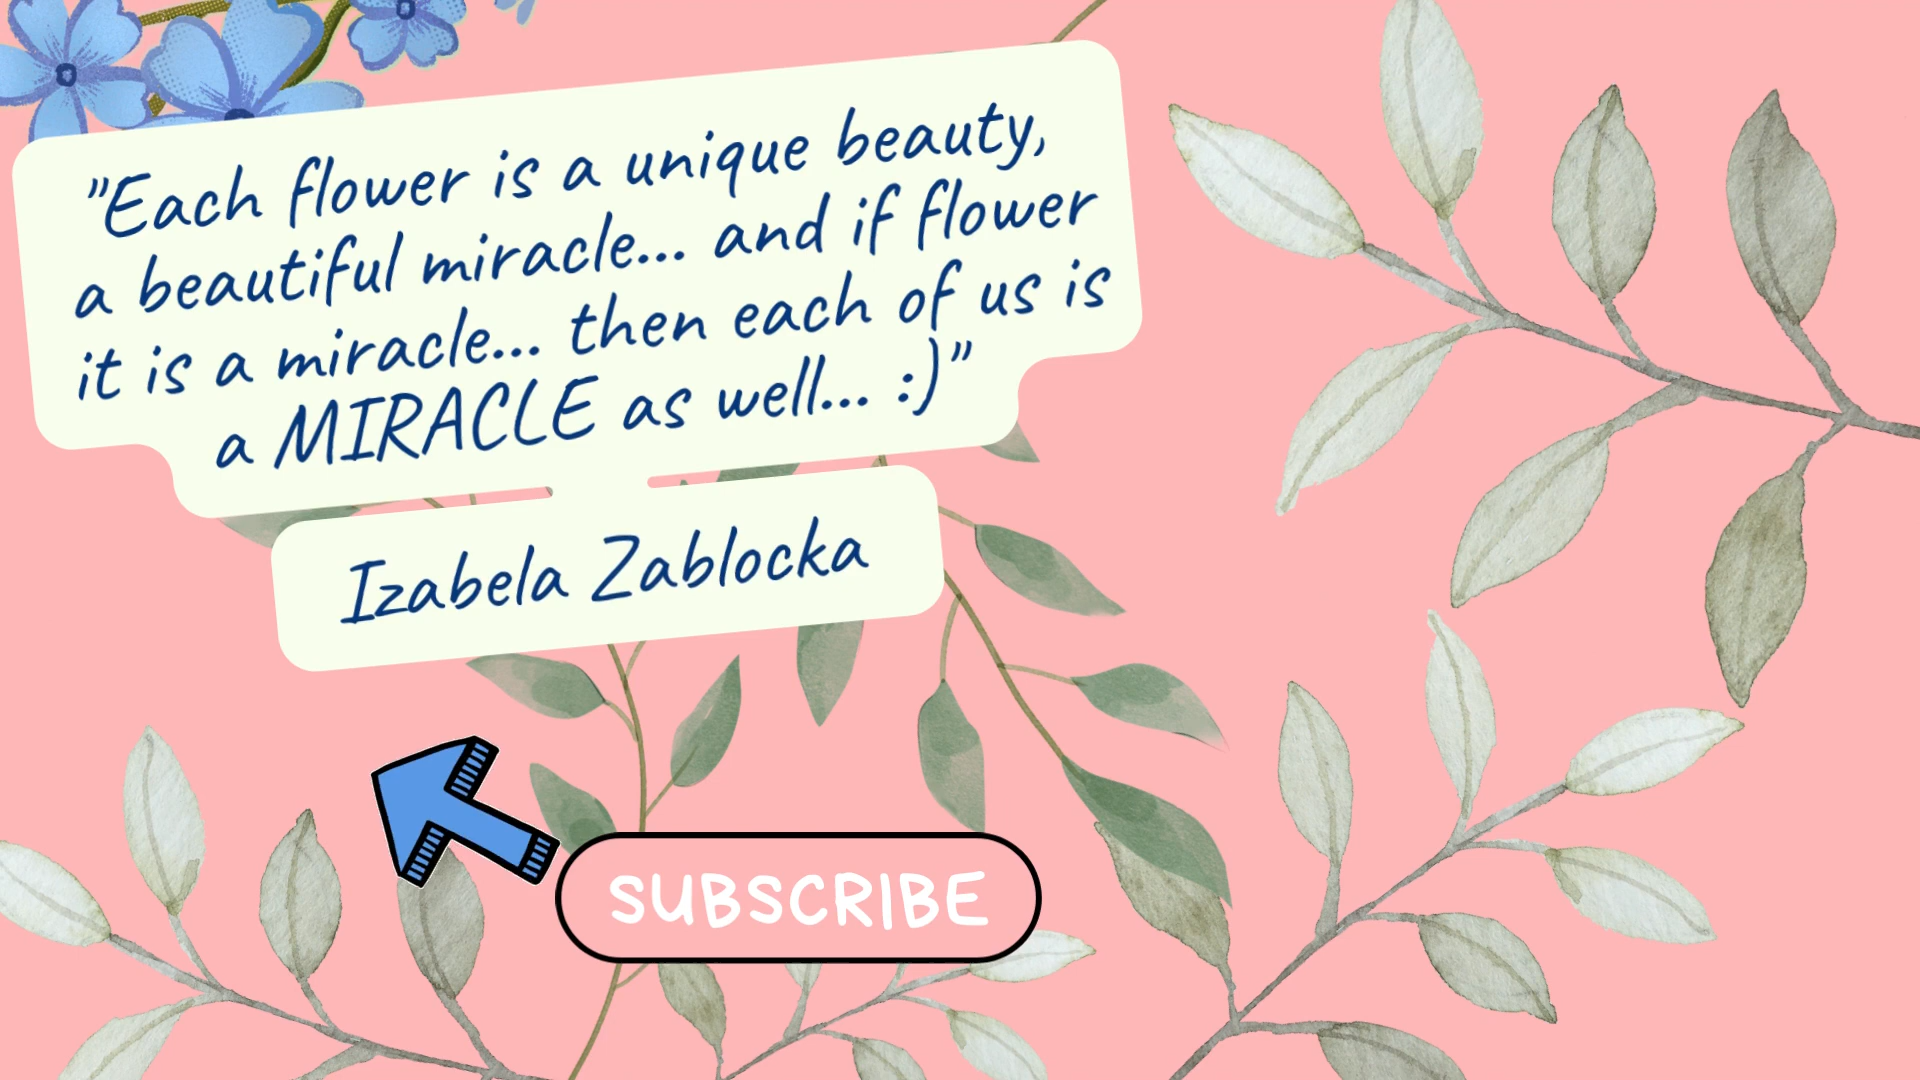 "Each flower is a unique beauty,
a beautiful miracle... and if flower
it is a miracle... then each of us is
a MIRACLE as well... :)"
Izabela Zablocka
SUBSCRIBE